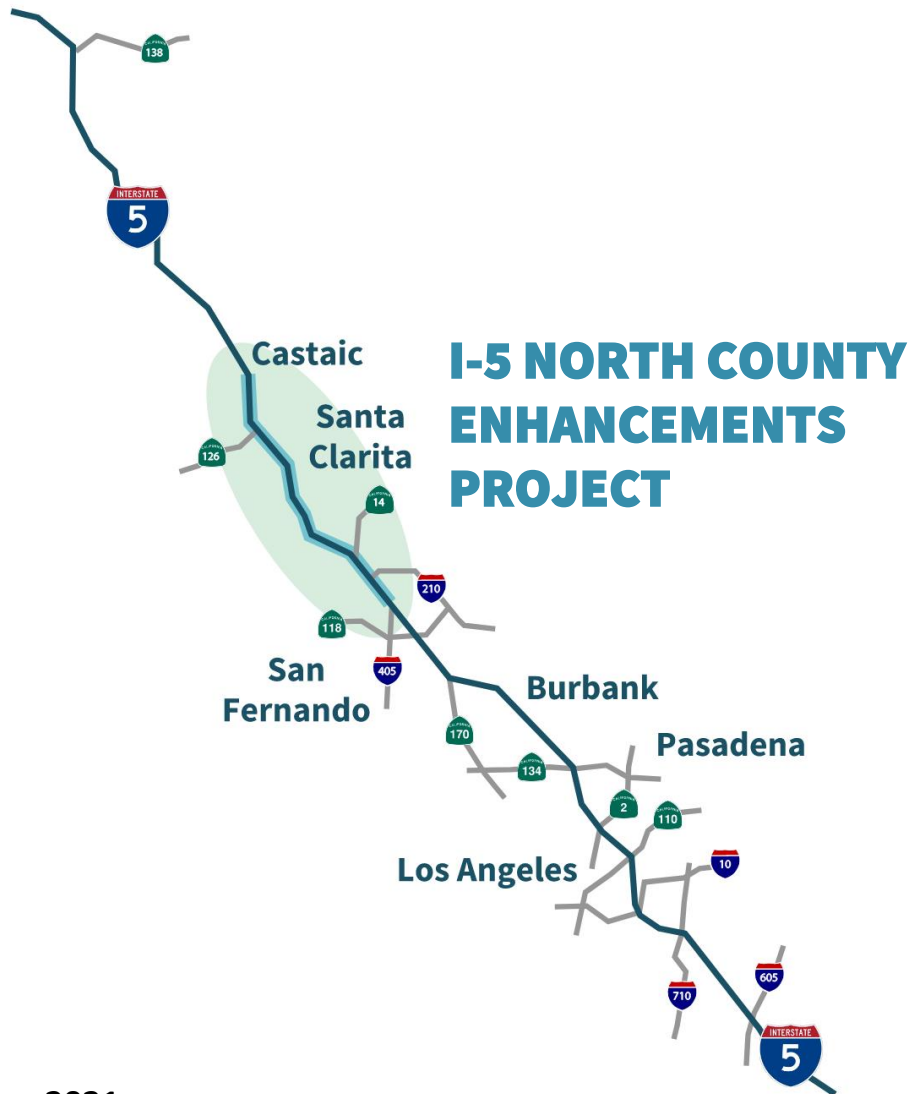 138
INTERSTATE
5
Castaic
I-5 NORTH COUNTY
ENHANCEMENTS
PROJECT
Santa
Clarita
126
14
210
118
405
San
Fernando
Burbank
170
Pasadena
134
2
110
Los Angeles
10
605
710
INTERSTATE
5